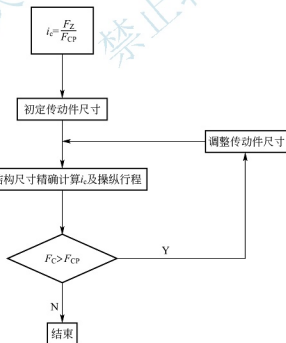 i_c=F_Z/F_CP
初定传动件尺寸
调整传动件尺寸
结构尺寸精确计算i_c及操纵行程
F_C>F_CP
Y
N
结束